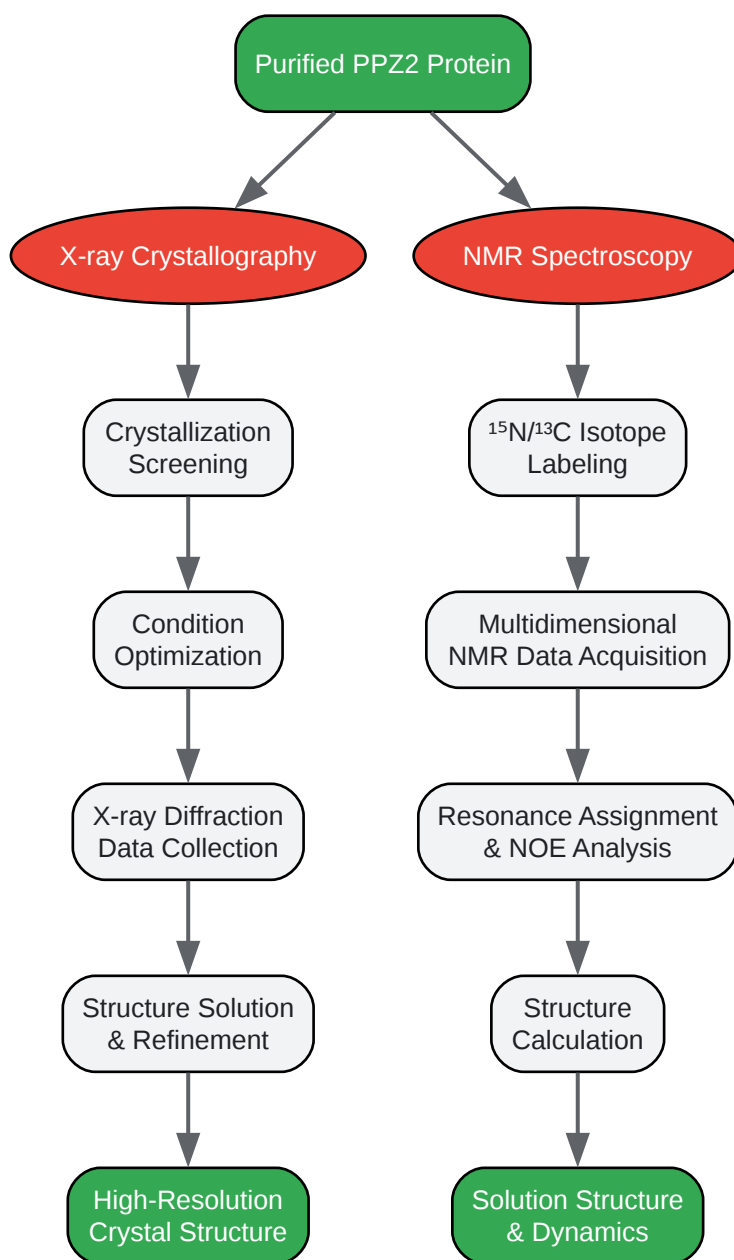 Purified PPZ2 Protein
X-ray Crystallography
NMR Spectroscopy
Crystallization
Screening
¹⁵N/¹³C Isotope
Labeling
Condition
Optimization
Multidimensional
NMR Data Acquisition
X-ray Diffraction
Data Collection
Resonance Assignment
& NOE Analysis
Structure Solution
& Refinement
Structure
Calculation
High-Resolution
Crystal Structure
Solution Structure
& Dynamics